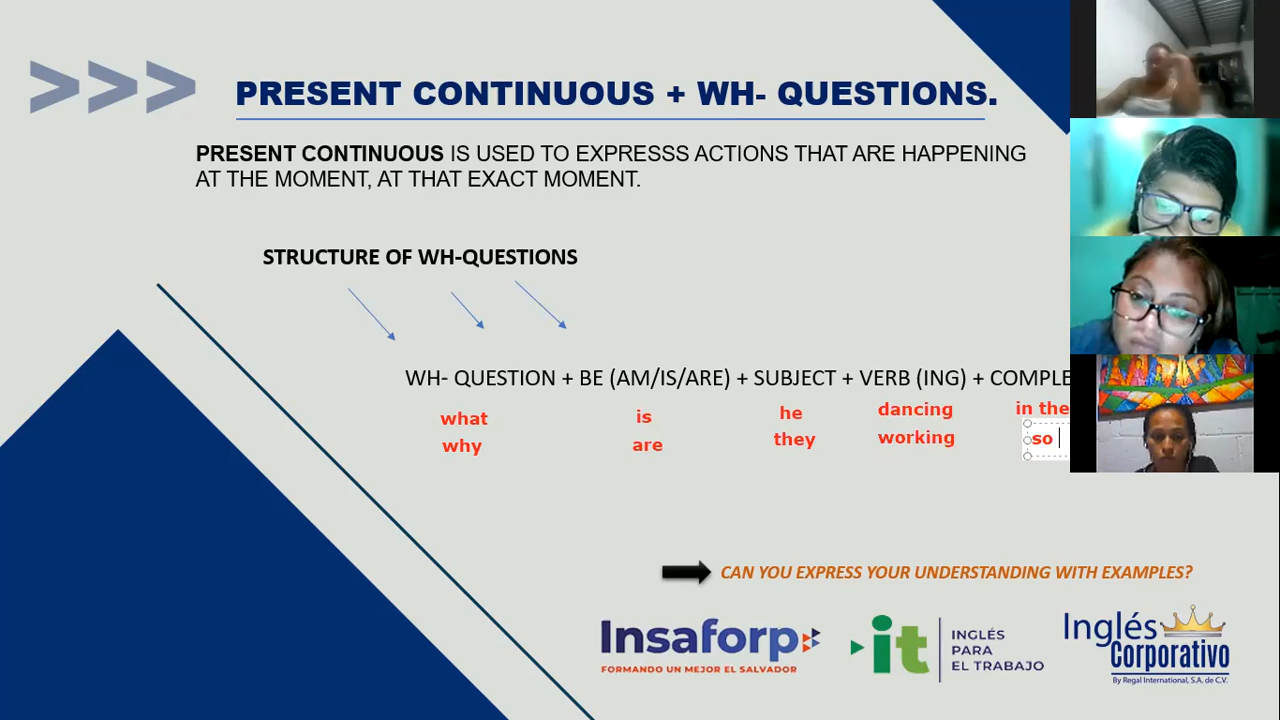 >>> PRESENT CONTINUOUS + WH- QUESTIONS.
PRESENT CONTINUOUS IS USED TO EXPRESSS ACTIONS THAT ARE HAPPENING
AT THE MOMENT, AT THAT EXACT MOMENT.
STRUCTURE OF WH-QUESTIONS
WH- QUESTION + BE (AM/IS/ARE) + SUBJECT + VERB (ING) + COMPLE
what is he dancing in the
why are they working so
CAN YOU EXPRESS YOUR UNDERSTANDING WITH EXAMPLES?
Insaforp
FORMANDO UN MEJOR EL SALVADOR
it
INGLÉS
PARA
EL TRABAJO
Inglés
Corporativo
By Regal International, S.A. de C.V.